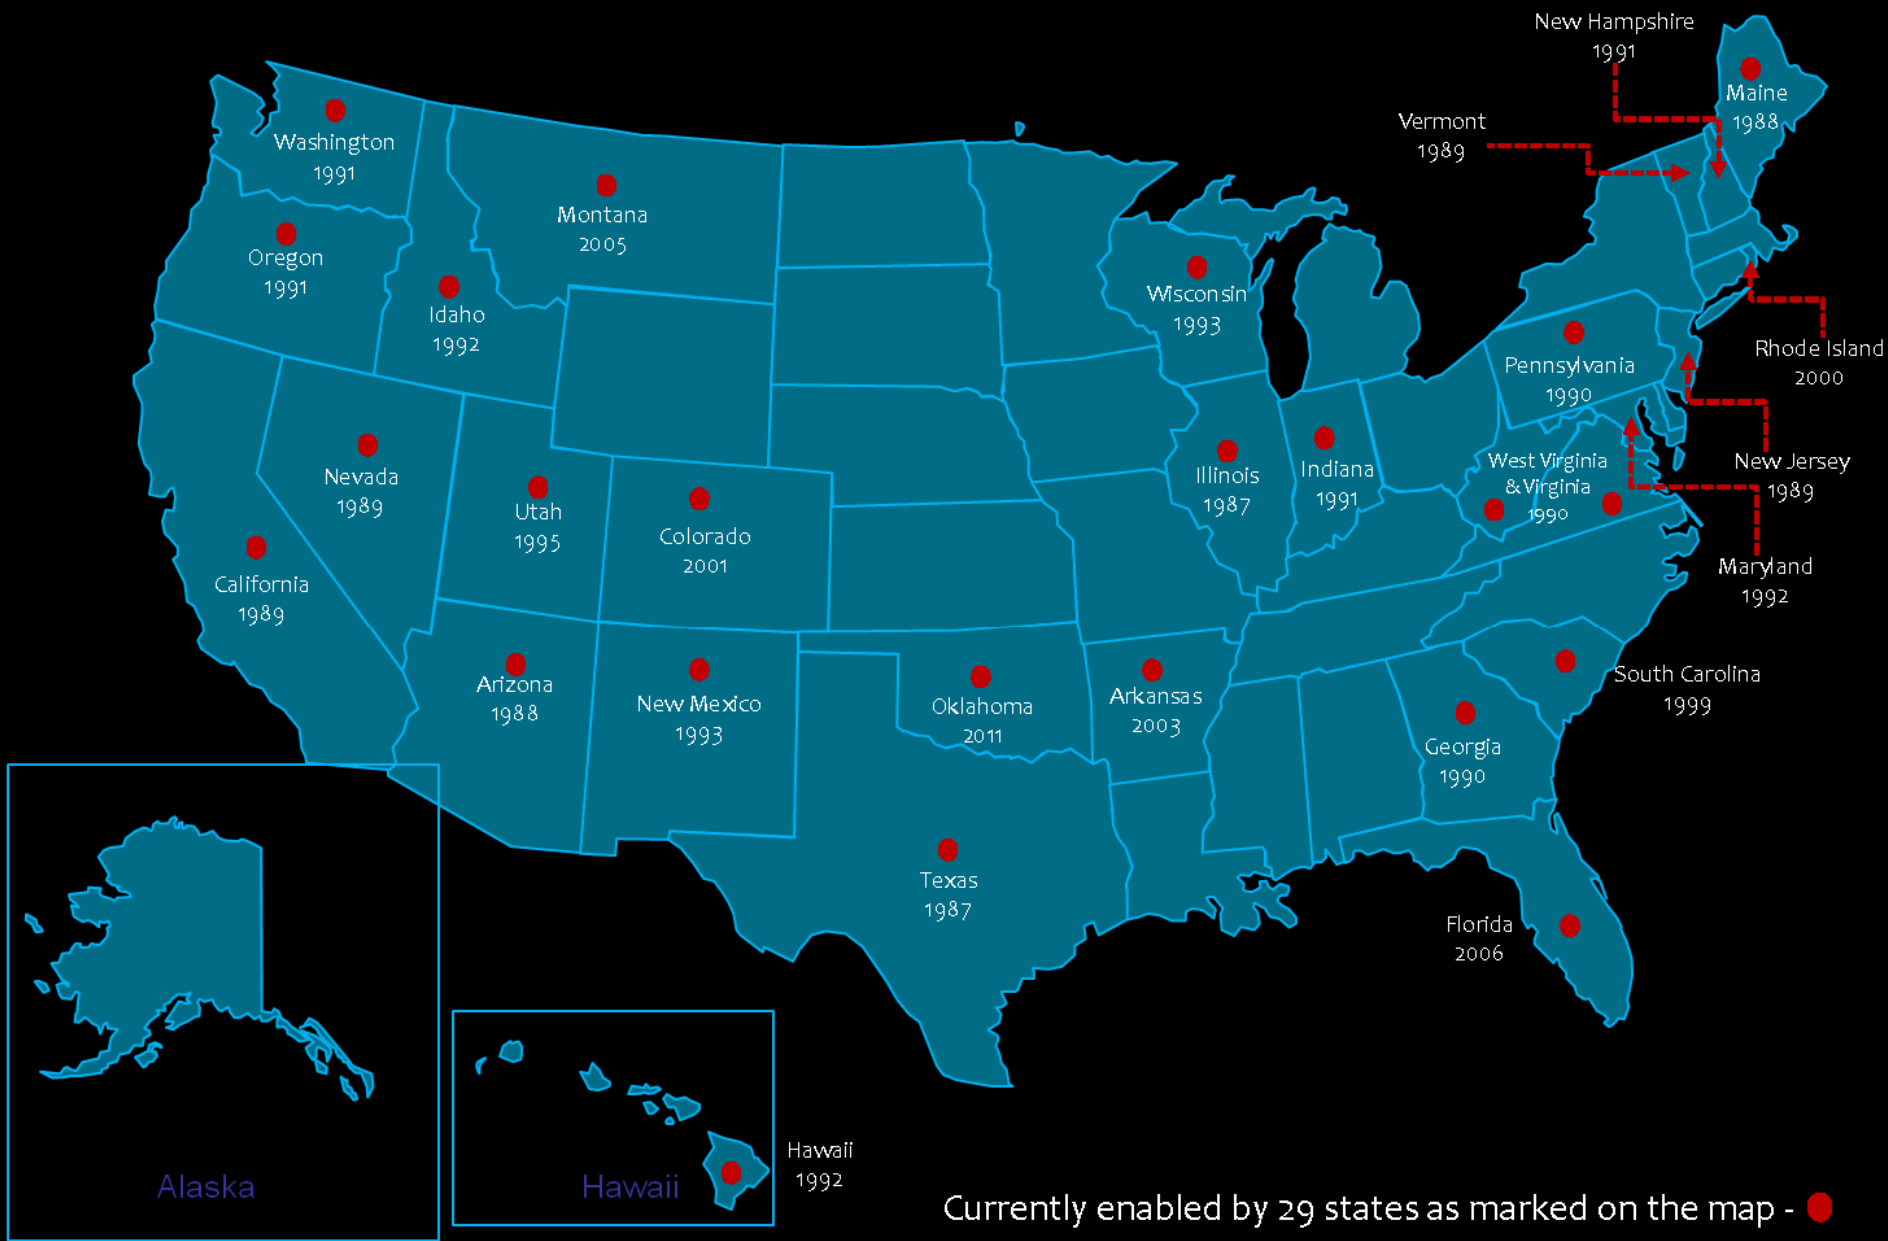 New Hampshire
1991
Maine
1988
Vermont
1989
Washington
1991
Montana
2005
Oregon
1991
Idaho
1992
Wisconsin
1993
Rhode Island
2000
Pennsylvania
1990
New Jersey
1989
West Virginia
& Virginia
1990
Nevada
1989
Utah
1995
Colorado
2001
Illinois
1987
Indiana
1991
California
1989
Maryland
1992
Arizona
1988
New Mexico
1993
Oklahoma
2011
Arkansas
2003
South Carolina
1999
Georgia
1990
Texas
1987
Florida
2006
Alaska
Hawaii
Hawaii
1992
Currently enabled by 29 states as marked on the map -